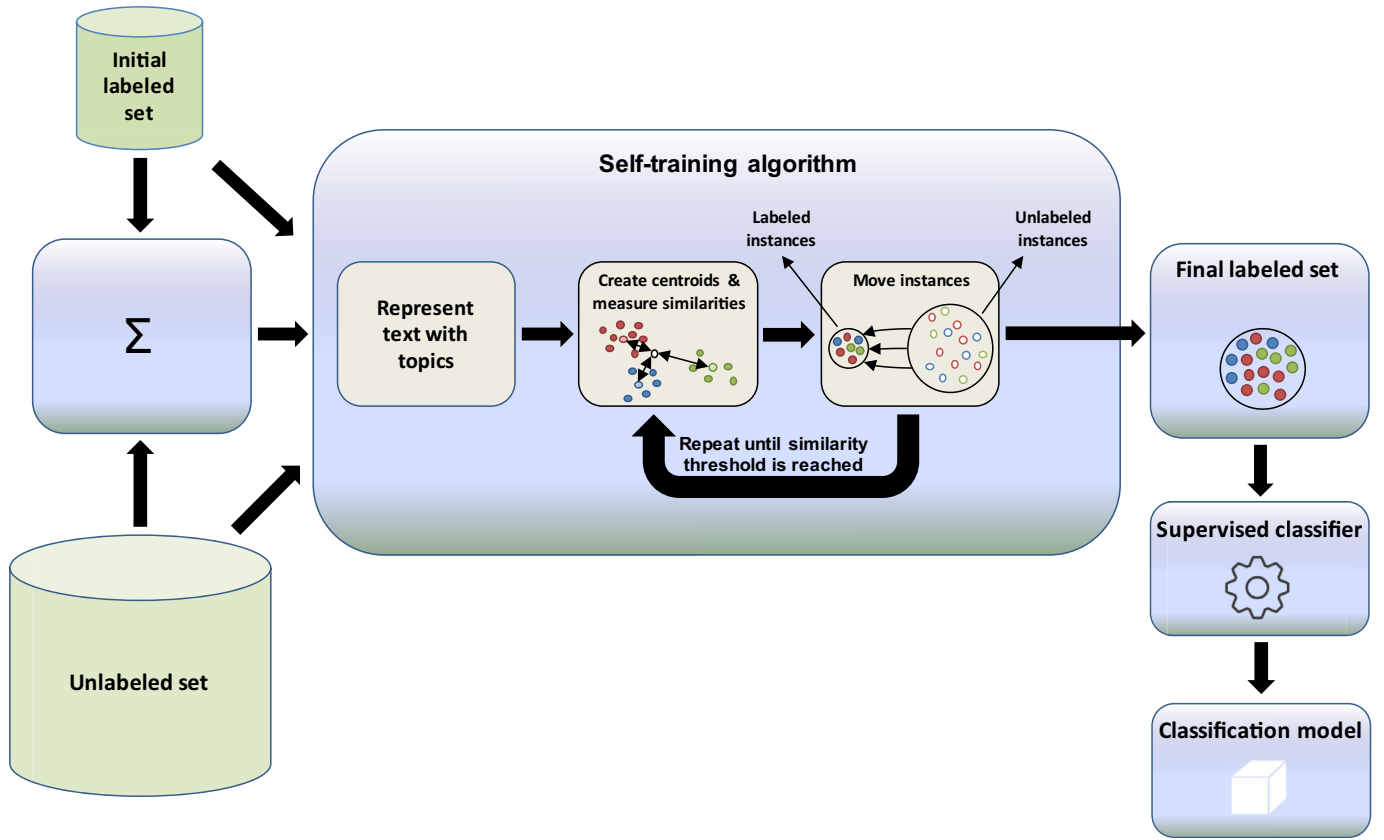 Initial
labeled
set
Σ
Unlabeled set
Self-training algorithm
Represent
text with
topics
Create centroids &
measure similarities
Labeled
instances
Unlabeled
instances
Move instances
Repeat until similarity
threshold is reached
Final labeled set
Supervised classifier
Classification model